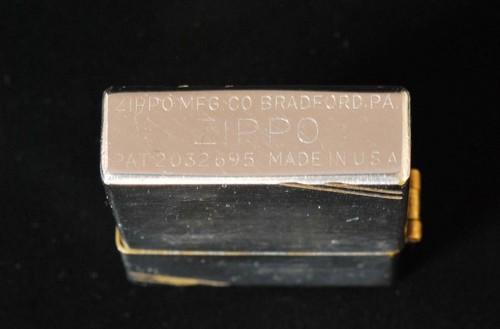 ZIPPO MFG. CO BRADFORD. PA.
ZIPPO
PAT. 2032695 MADE IN U.S.A